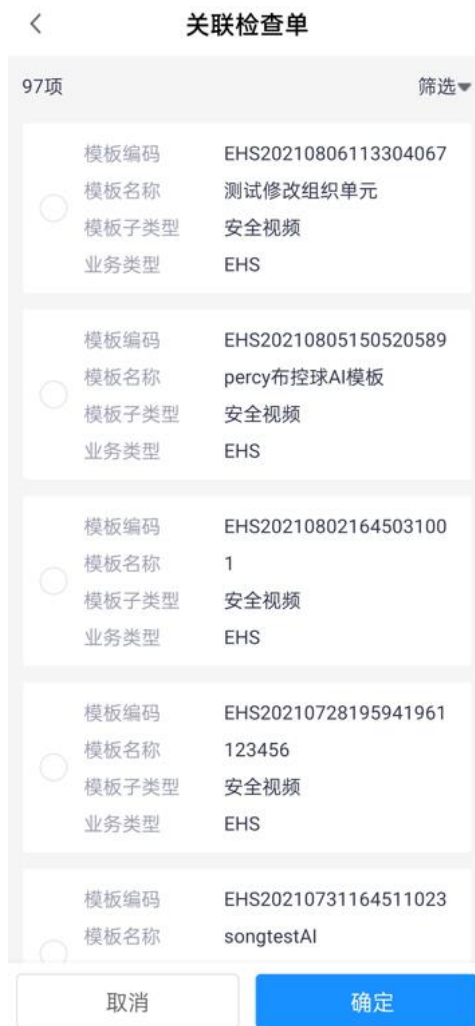 关联检查单
97项 筛选
模板编码 EHS20210806113304067
模板名称 测试修改组织单元
模板子类型 安全视频
业务类型 EHS
模板编码 EHS20210805150520589
模板名称 percy布控球AI模板
模板子类型 安全视频
业务类型 EHS
模板编码 EHS20210802164503100
模板名称 1
模板子类型 安全视频
业务类型 EHS
模板编码 EHS20210728195941961
模板名称 123456
模板子类型 安全视频
业务类型 EHS
模板编码 EHS20210731164511023
模板名称 songtestAI
取消 确定